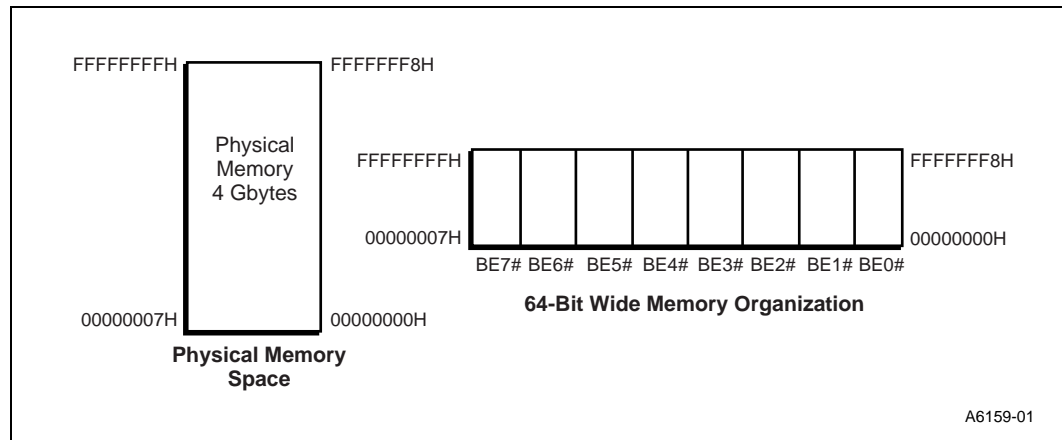 FFFFFFFFH
FFFFFFF8H
Physical
Memory
4 Gbytes
00000007H
00000000H
Physical Memory
Space
FFFFFFFFH
FFFFFFF8H
00000007H
00000000H
BE7# BE6# BE5# BE4# BE3# BE2# BE1# BE0#
64-Bit Wide Memory Organization
A6159-01